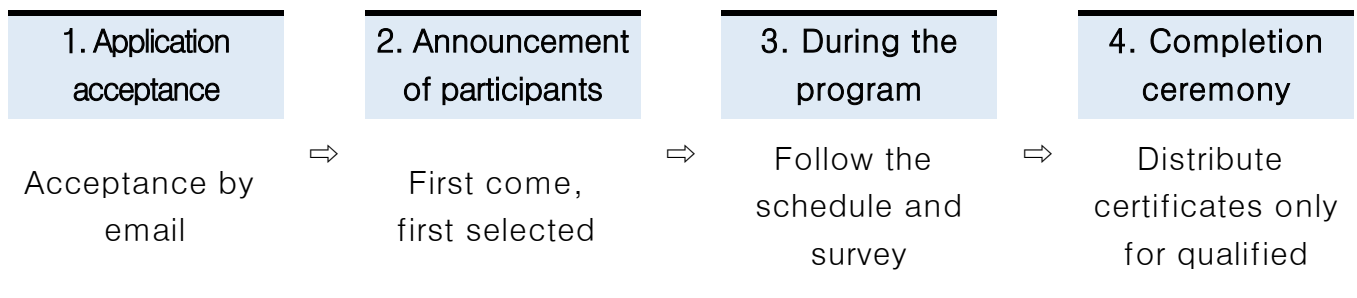 1. Application
acceptance
Acceptance by
email
⇨
2. Announcement
of participants
First come,
first selected
⇨
3. During the
program
Follow the
schedule and
survey
⇨
4. Completion
ceremony
Distribute
certificates only
for qualified